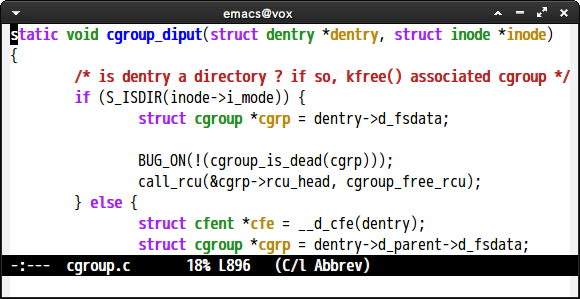 emacs@vox
static void cgroup_diput(struct dentry *dentry, struct inode *inode)
{
        /* is dentry a directory ? if so, kfree() associated cgroup */
        if (S_ISDIR(inode->i_mode)) {
                struct cgroup *cgrp = dentry->d_fsdata;

                BUG_ON(!(cgroup_is_dead(cgrp)));
                call_rcu(&cgrp->rcu_head, cgroup_free_rcu);
        } else {
                struct cfent *cfe = __d_cfe(dentry);
                struct cgroup *cgrp = dentry->d_parent->d_fsdata;
-:---  cgroup.c       18% L896   (C/l Abbrev)